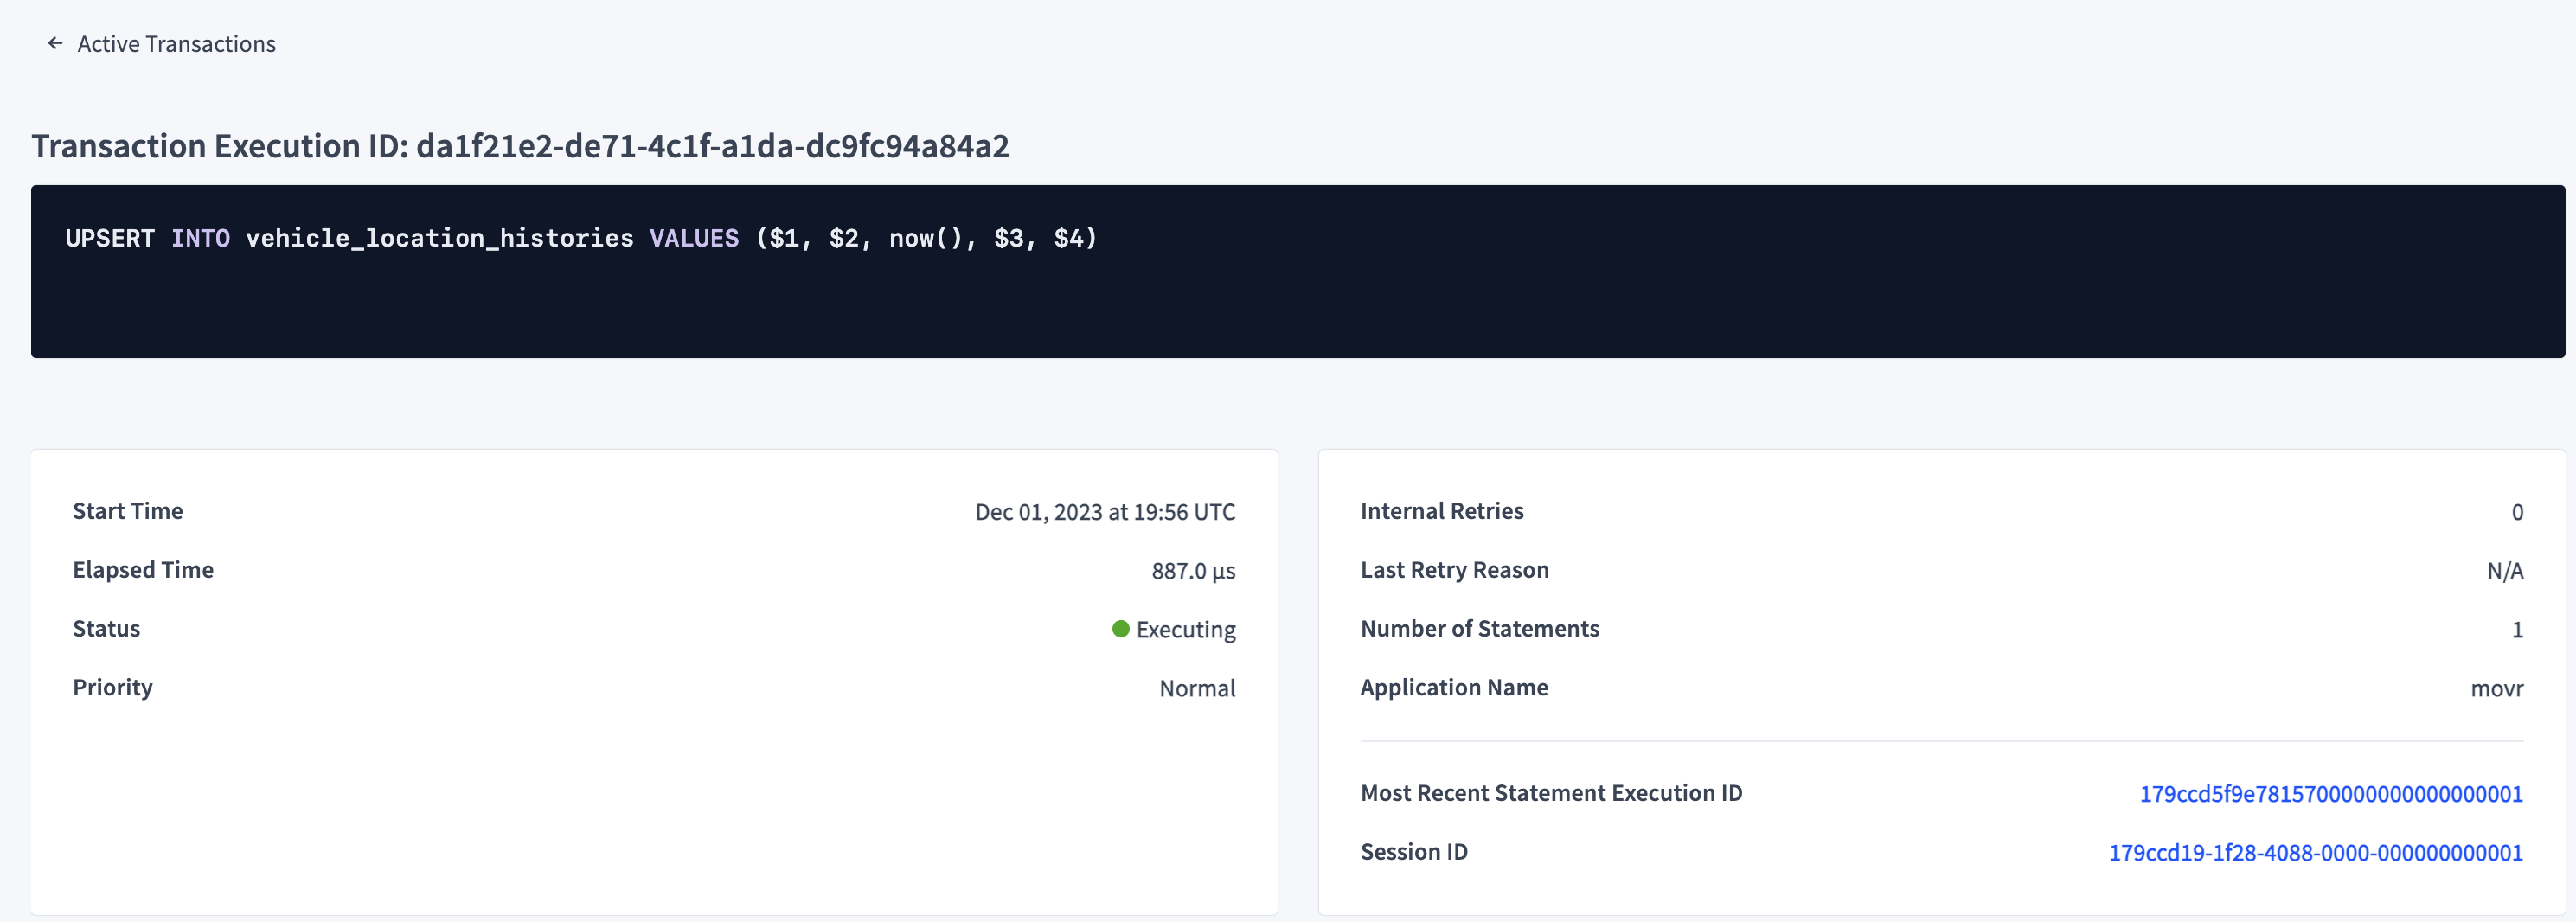 ← Active Transactions
Transaction Execution ID: da1f21e2-de71-4c1f-a1da-dc9fc94a84a2
UPSERT INTO vehicle_location_histories VALUES ($1, $2, now(), $3, $4)
Start Time Dec 01, 2023 at 19:56 UTC
Elapsed Time 887.0 µs
Status Executing
Priority Normal
Internal Retries 0
Last Retry Reason N/A
Number of Statements 1
Application Name movr
Most Recent Statement Execution ID 179ccd5f9e7815700000000000000001
Session ID 179ccd19-1f28-4088-0000-000000000001